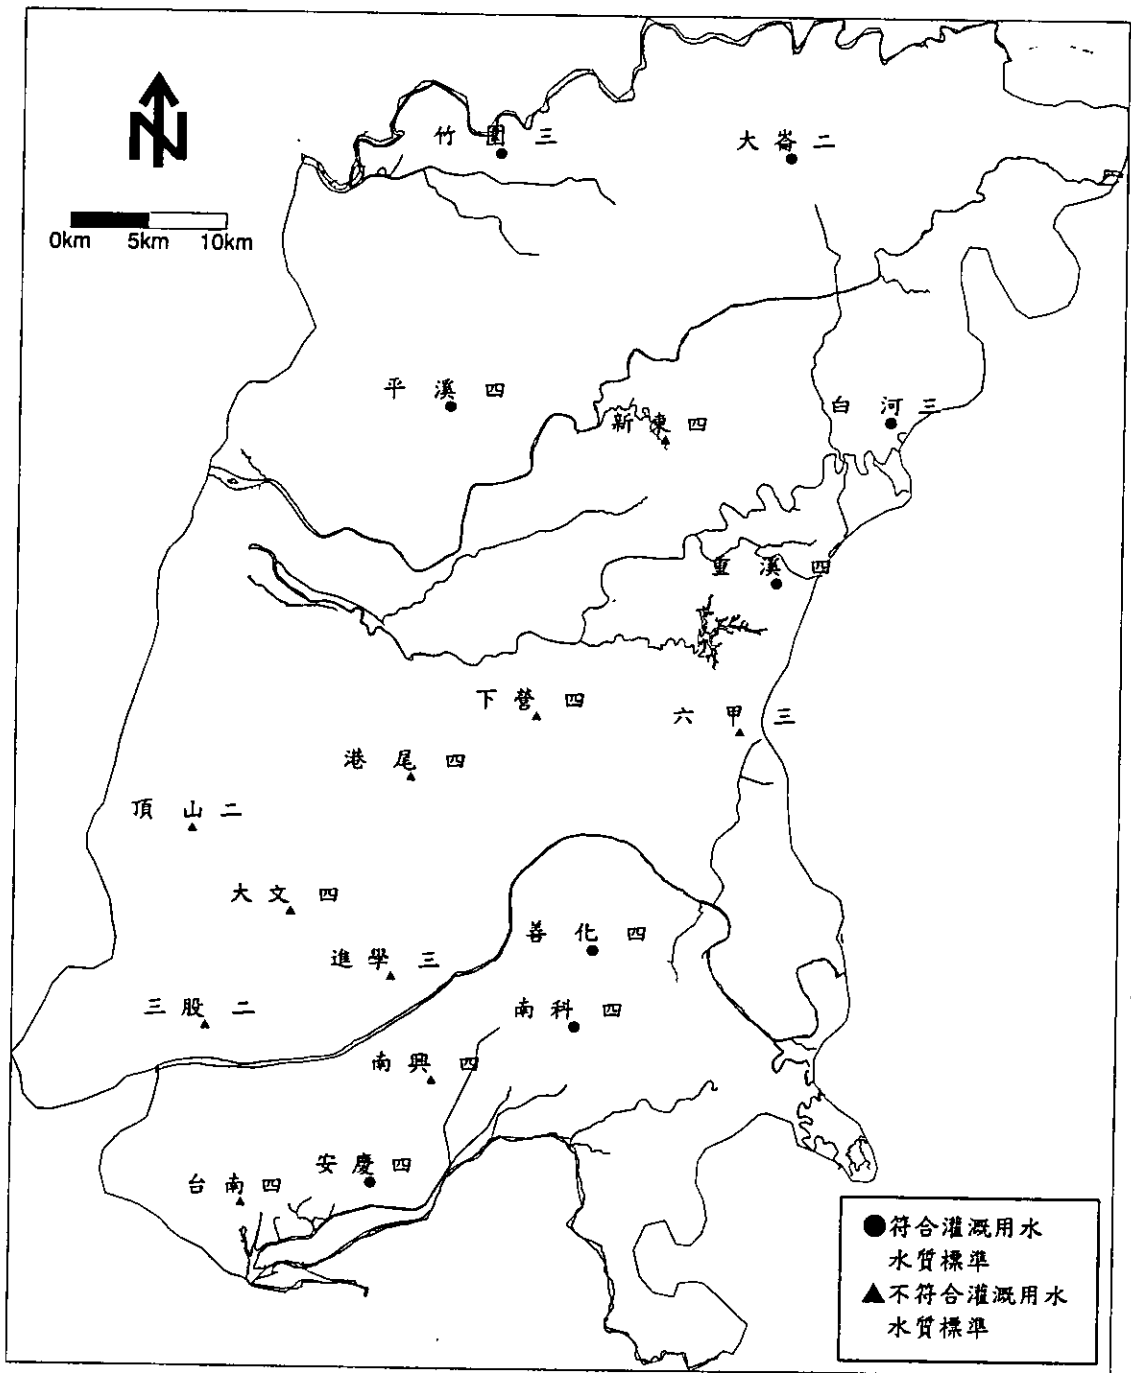 N
竹園三
大崙二
0km 5km 10km
平溪四
新東四
白河三
重溪四
下營四
六甲三
港尾四
頂山二
大文四
善化四
進學三
三股二
南科四
南興四
安慶四
台南四
●符合灌溉用水
水質標準
▲不符合灌溉用水
水質標準